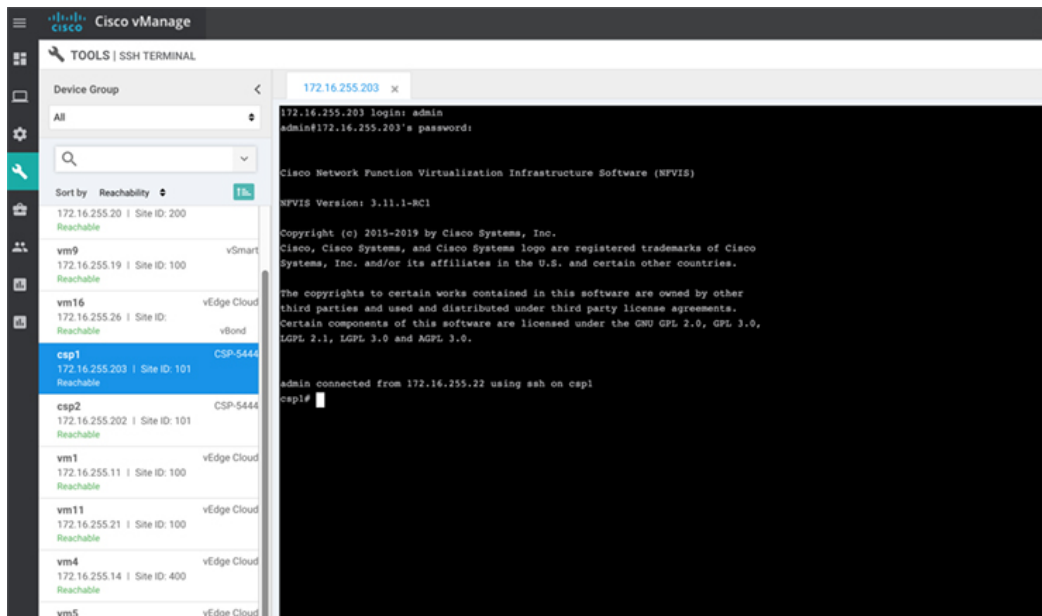 CISCO
Cisco vManage
TOOLS | SSH TERMINAL
Device Group
All
Sort by Reachability
172.16.255.20 | Site ID: 200
Reachable
vm9 vSmart
172.16.255.19 | Site ID: 100
Reachable
vm16 vEdge Cloud
172.16.255.26 | Site ID:
Reachable vBond
csp1 CSP-5444
172.16.255.203 | Site ID: 101
Reachable
csp2 CSP-5444
172.16.255.202 | Site ID: 101
Reachable
vm1 vEdge Cloud
172.16.255.11 | Site ID: 100
Reachable
vm11 vEdge Cloud
172.16.255.21 | Site ID: 100
Reachable
vm4 vEdge Cloud
172.16.255.14 | Site ID: 400
Reachable
vm5 vEdge Cloud
172.16.255.203 x
172.16.255.203 login: admin
admin@172.16.255.203's password:
Cisco Network Function Virtualization Infrastructure Software (NFVIS)
NFVIS Version: 3.11.1-RC1
Copyright (c) 2015-2019 by Cisco Systems, Inc.
Cisco, Cisco Systems, and Cisco Systems logo are registered trademarks of Cisco
Systems, Inc. and/or its affiliates in the U.S. and certain other countries.
The copyrights to certain works contained in this software are owned by other
third parties and used and distributed under third party license agreements.
Certain components of this software are licensed under the GNU GPL 2.0, GPL 3.0,
LGPL 2.1, LGPL 3.0 and AGPL 3.0.
admin connected from 172.16.255.22 using ssh on csp1
csp1#